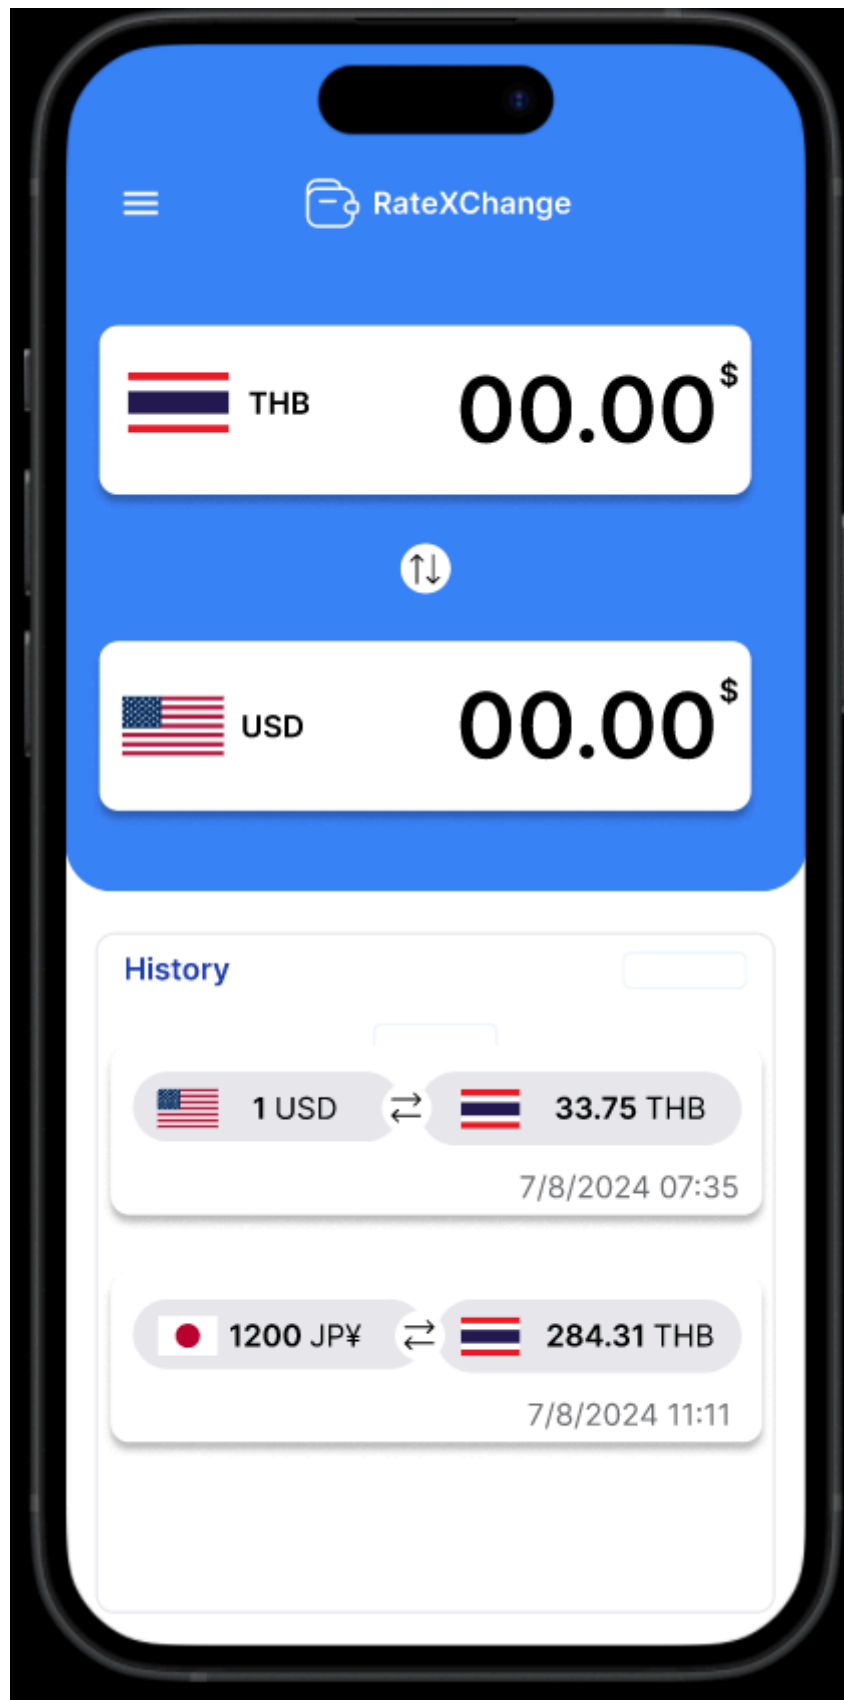 RateXChange
THB 00.00$
USD 00.00$
History
1 USD 33.75 THB
7/8/2024 07:35
1200 JP¥ 284.31 THB
7/8/2024 11:11